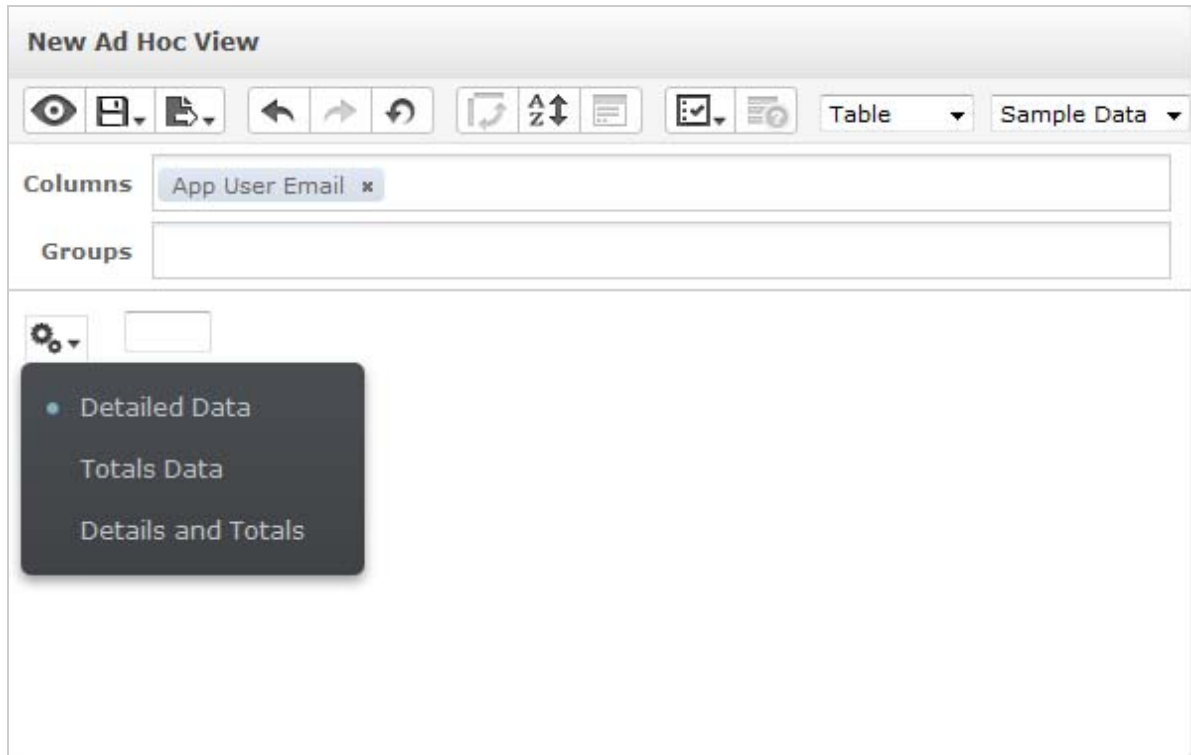 New Ad Hoc View
A Z Table Sample Data
Columns App User Email ×
Groups
Detailed Data
Totals Data
Details and Totals